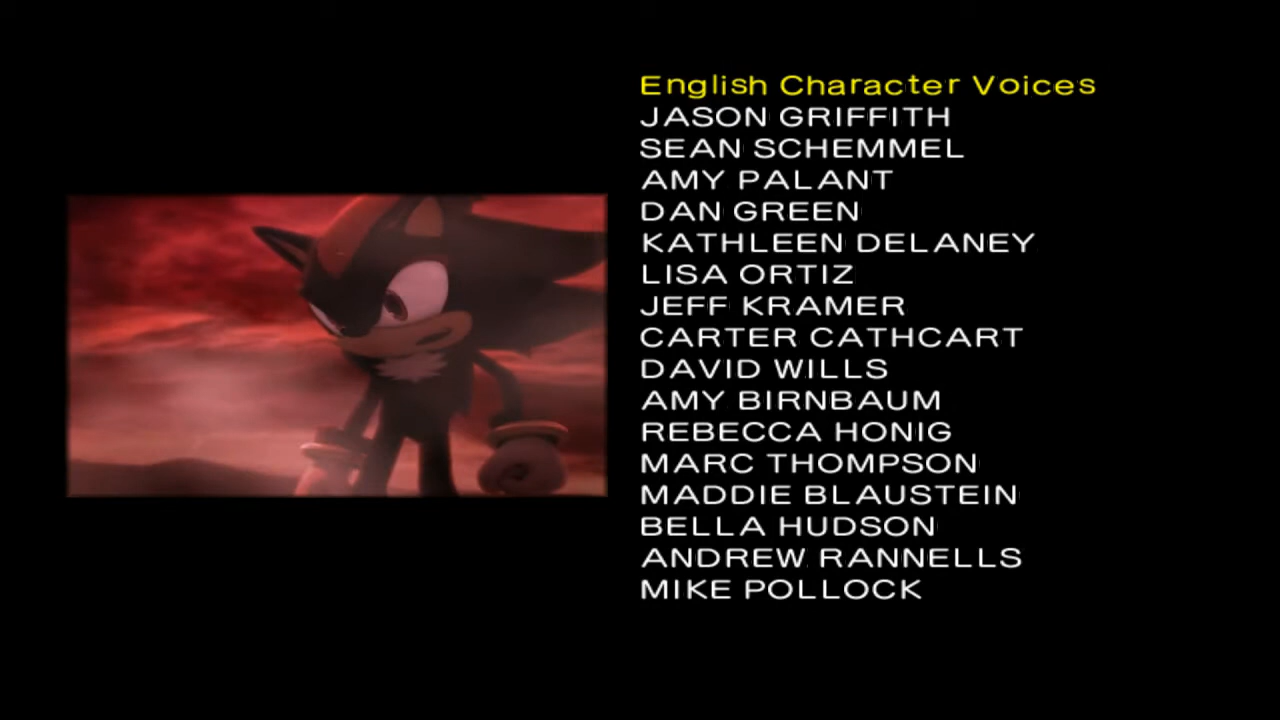 English Character Voices
JASON GRIFFITH
SEAN SCHEMMEL
AMY PALANT
DAN GREEN
KATHLEEN DELANEY
LISA ORTIZ
JEFF KRAMER
CARTER CATHCART
DAVID WILLS
AMY BIRNBAUM
REBECCA HONIG
MARC THOMPSON
MADDIE BLAUSTEIN
BELLA HUDSON
ANDREW RANNELLS
MIKE POLLOCK